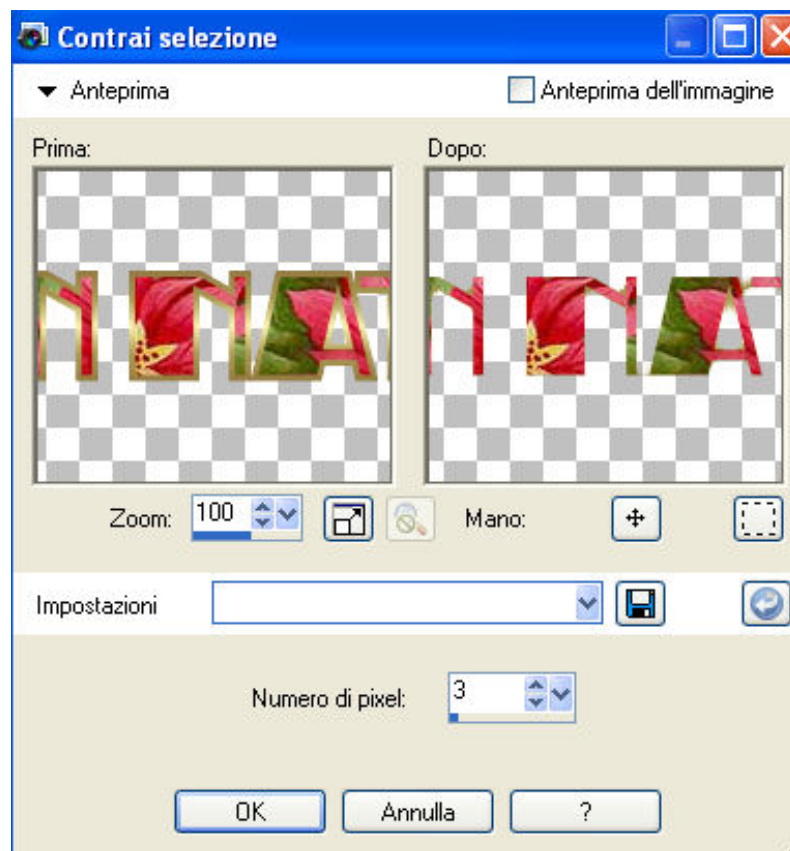 Contrai selezione
Anteprima
Anteprima dell'immagine
Prima:
Dopo:
Zoom:
100
Mano:
Impostazioni
Numero di pixel:
3
OK
Annulla
?